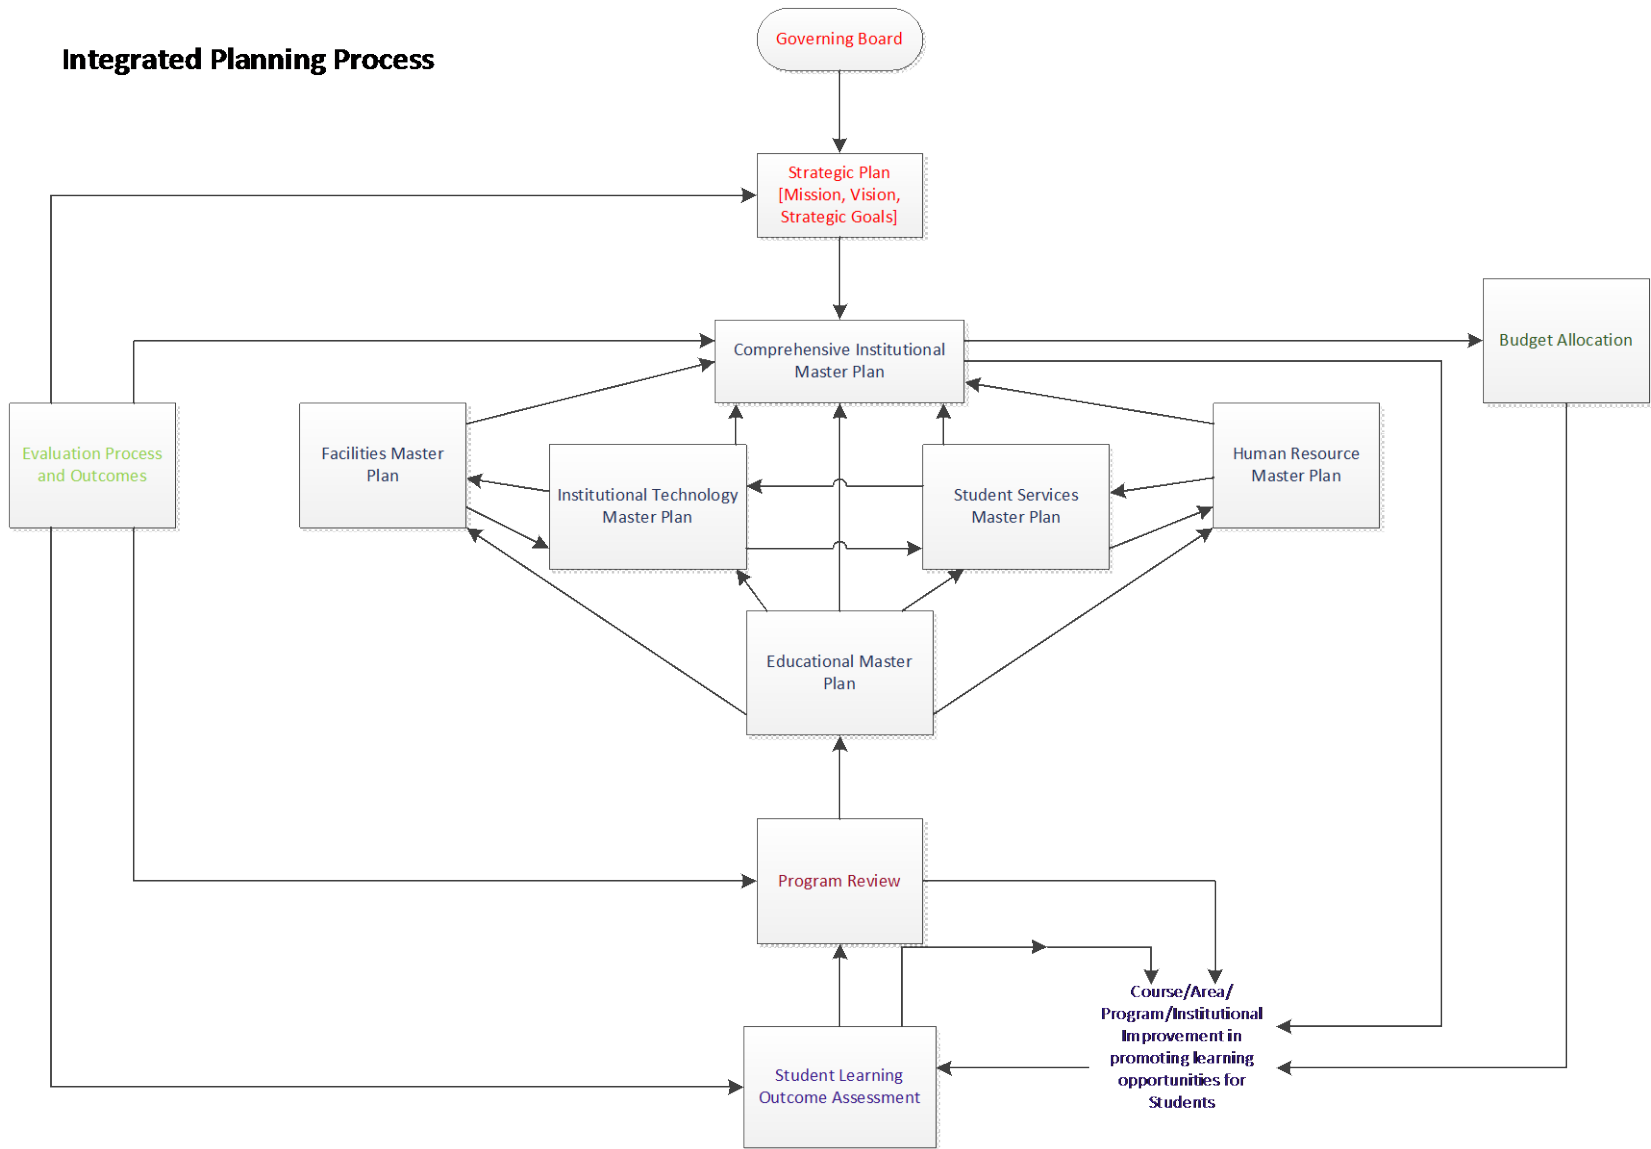 Integrated Planning Process
Governing Board
Strategic Plan
[Mission, Vision,
Strategic Goals]
Comprehensive Institutional
Master Plan
Budget Allocation
Evaluation Process
and Outcomes
Facilities Master
Plan
Institutional Technology
Master Plan
Student Services
Master Plan
Human Resource
Master Plan
Educational Master
Plan
Program Review
Course/Area/
Program/Institutional
Improvement in
promoting learning
opportunities for
Students
Student Learning
Outcome Assessment